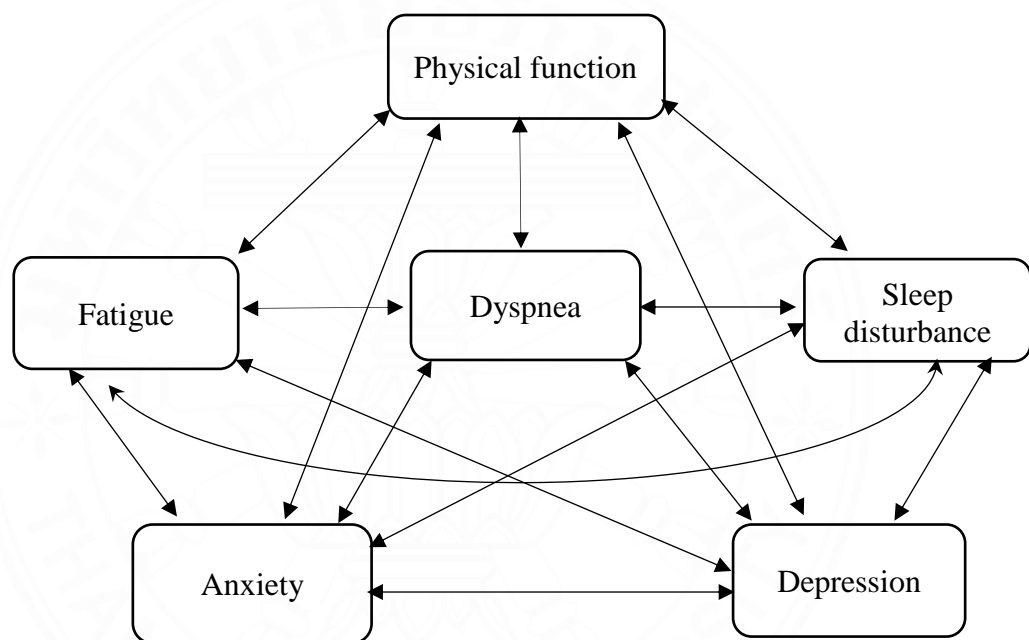 Physical function
Fatigue
Dyspnea
Sleep
disturbance
Anxiety
Depression